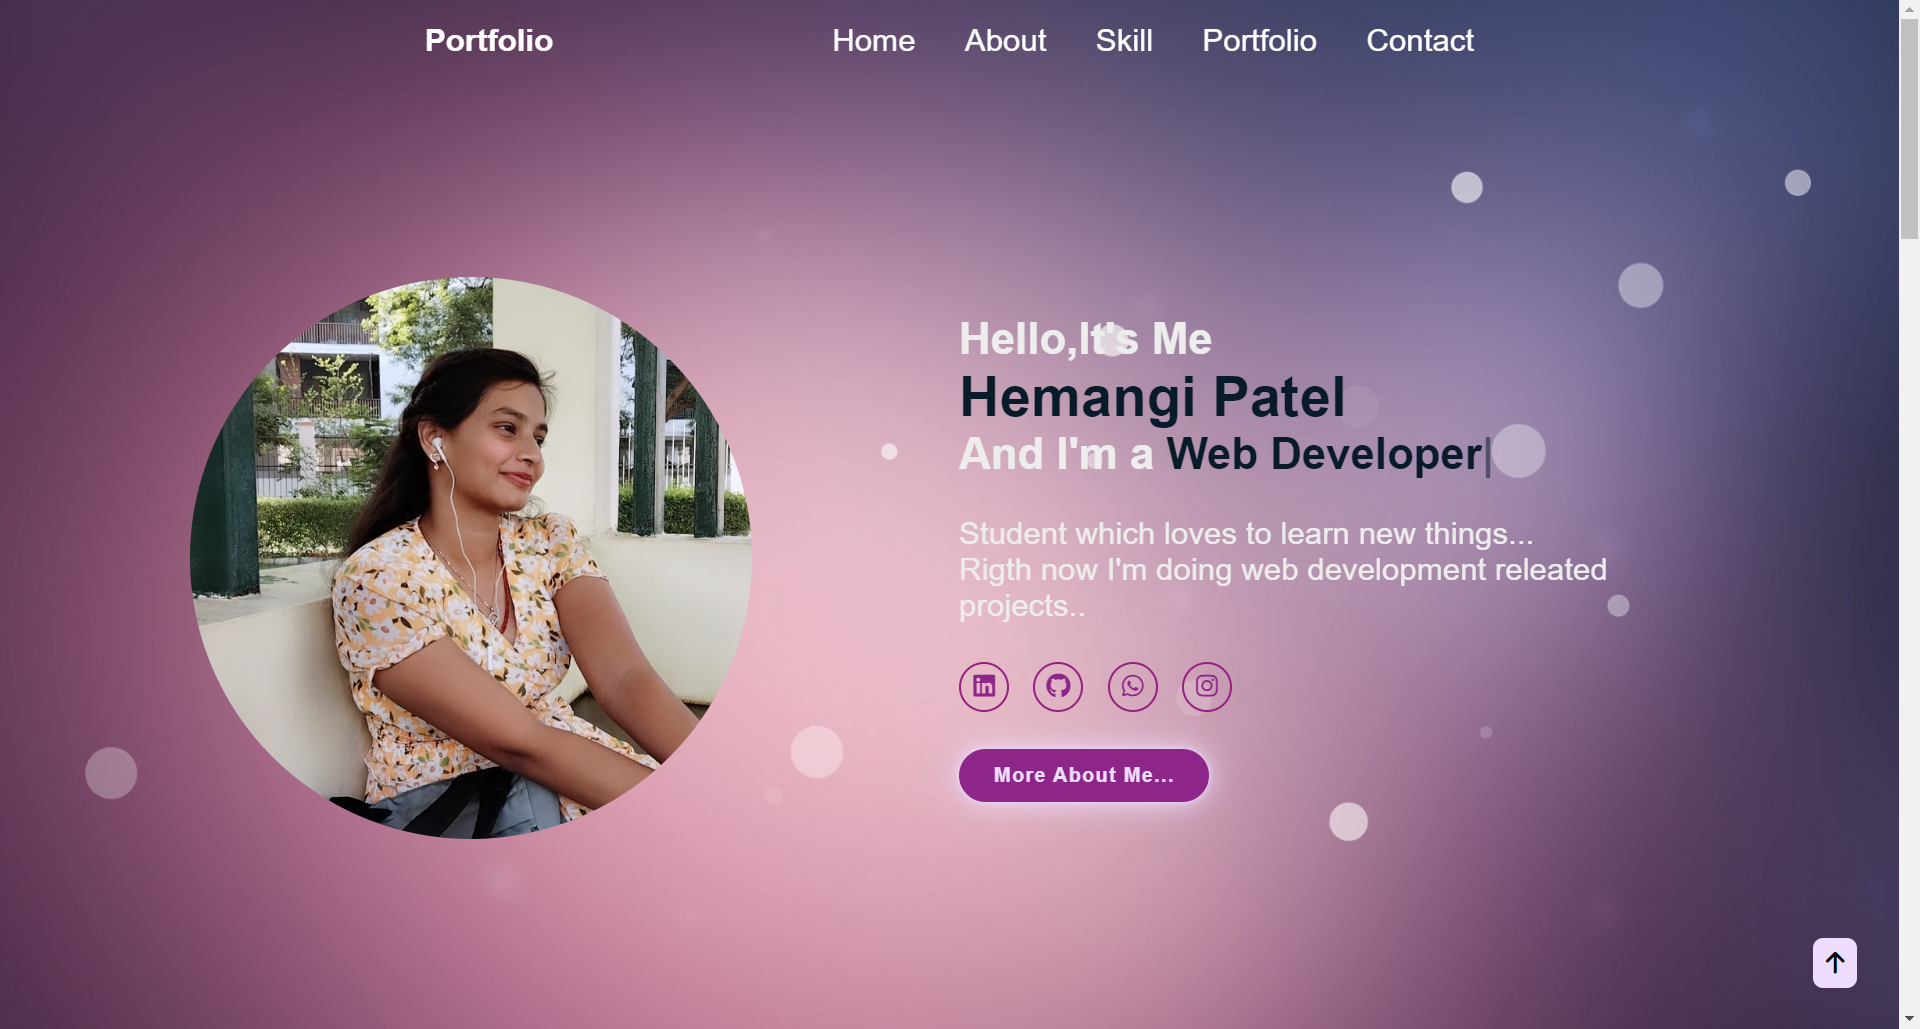 Portfolio Home About Skill Portfolio Contact
Hello,It's Me
Hemangi Patel
And I'm a Web Developer|
Student which loves to learn new things...
Rigth now I'm doing web development releated
projects..
More About Me...